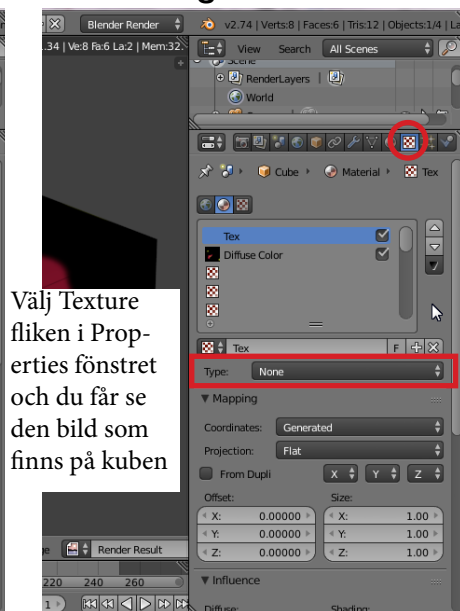 Blender Render
v2.74 | Verts:8 | Faces:6 | Tris:12 | Objects:1/4 | La
.34 | Ve:8 Fa:6 La:2 | Mem:32.
View Search All Scenes
Scene
RenderLayers |
World
Cube Material Tex
Tex
Diffuse Color
Tex F
Type: None
Välj Texture
fliken i Prop-
erties fönstret
och du får se
den bild som
finns på kuben
Mapping
Coordinates: Generated
Projection: Flat
From Dupli X Y Z
Offset: Size:
X: 0.00000 X: 1.00
Y: 0.00000 Y: 1.00
Z: 0.00000 Z: 1.00
Render Result
220 240 260
Influence
1
Diffuse: Shading: